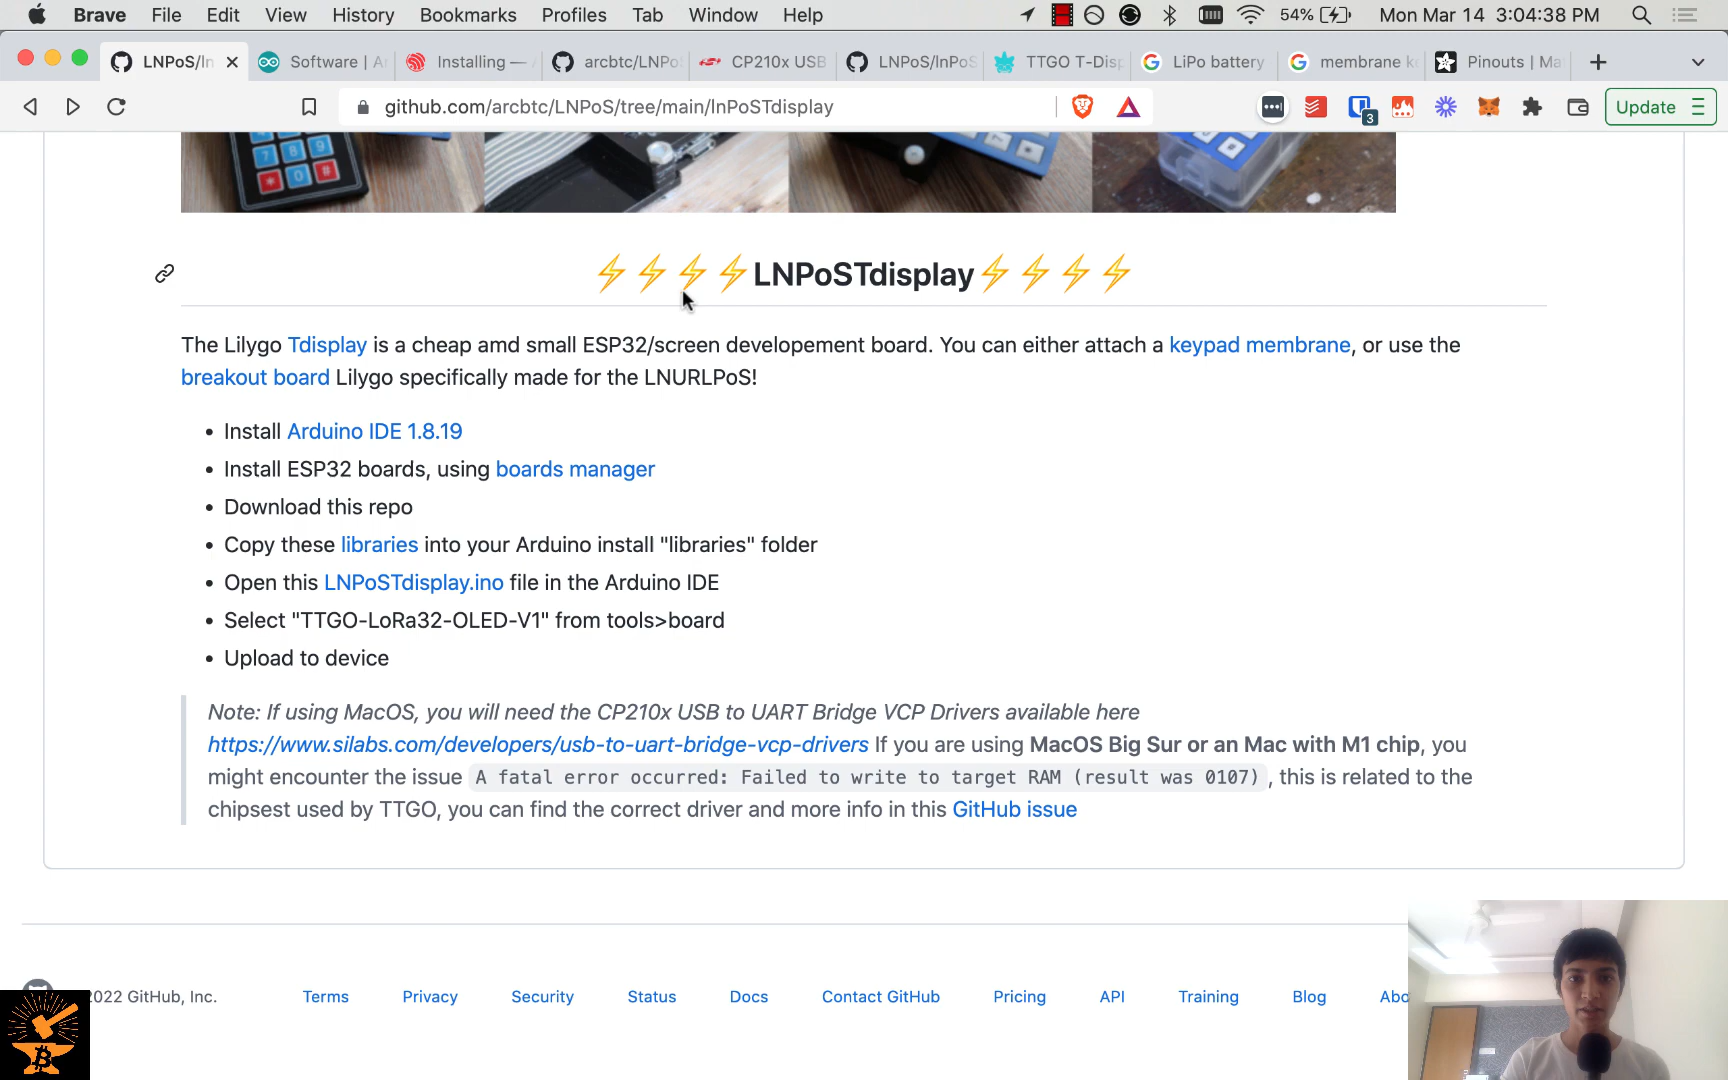 Brave File Edit View History Bookmarks Profiles Tab Window Help 54% Mon Mar 14 3:04:38 PM
LNPoS/ln Software | A Installing — arcbtc/LNPo CP210x USB LNPoS/lnPoS TTGO T-Disp LiPo battery membrane k Pinouts | Ma
github.com/arcbtc/LNPoS/tree/main/lnPoSTdisplay 3 Update
7 8 9
* 0 #
⚡⚡⚡⚡LNPoSTdisplay⚡⚡⚡⚡
The Lilygo Tdisplay is a cheap amd small ESP32/screen developement board. You can either attach a keypad membrane, or use the
breakout board Lilygo specifically made for the LNURLPoS!
• Install Arduino IDE 1.8.19
• Install ESP32 boards, using boards manager
• Download this repo
• Copy these libraries into your Arduino install "libraries" folder
• Open this LNPoSTdisplay.ino file in the Arduino IDE
• Select "TTGO-LoRa32-OLED-V1" from tools>board
• Upload to device
Note: If using MacOS, you will need the CP210x USB to UART Bridge VCP Drivers available here
https://www.silabs.com/developers/usb-to-uart-bridge-vcp-drivers If you are using MacOS Big Sur or an Mac with M1 chip, you
might encounter the issue A fatal error occurred: Failed to write to target RAM (result was 0107), this is related to the
chipsest used by TTGO, you can find the correct driver and more info in this GitHub issue
2022 GitHub, Inc. Terms Privacy Security Status Docs Contact GitHub Pricing API Training Blog Abo